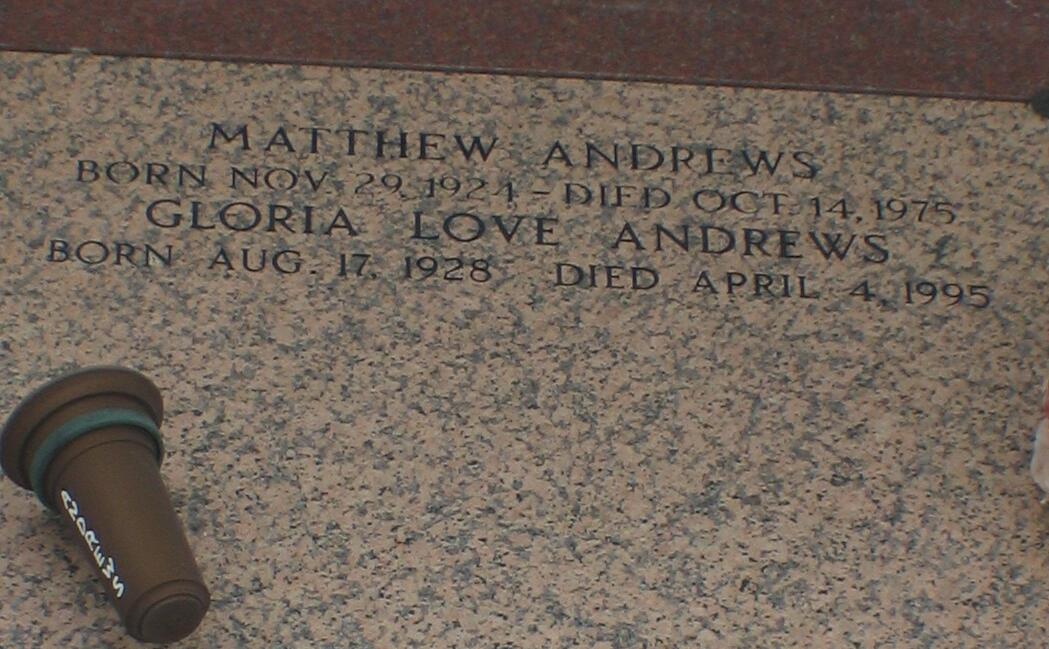 MATTHEW ANDREWS
BORN NOV. 29, 1924 - DIED OCT. 14, 1975
GLORIA LOVE ANDREWS
BORN AUG. 17, 1928 DIED APRIL 4, 1995
ANDREWS